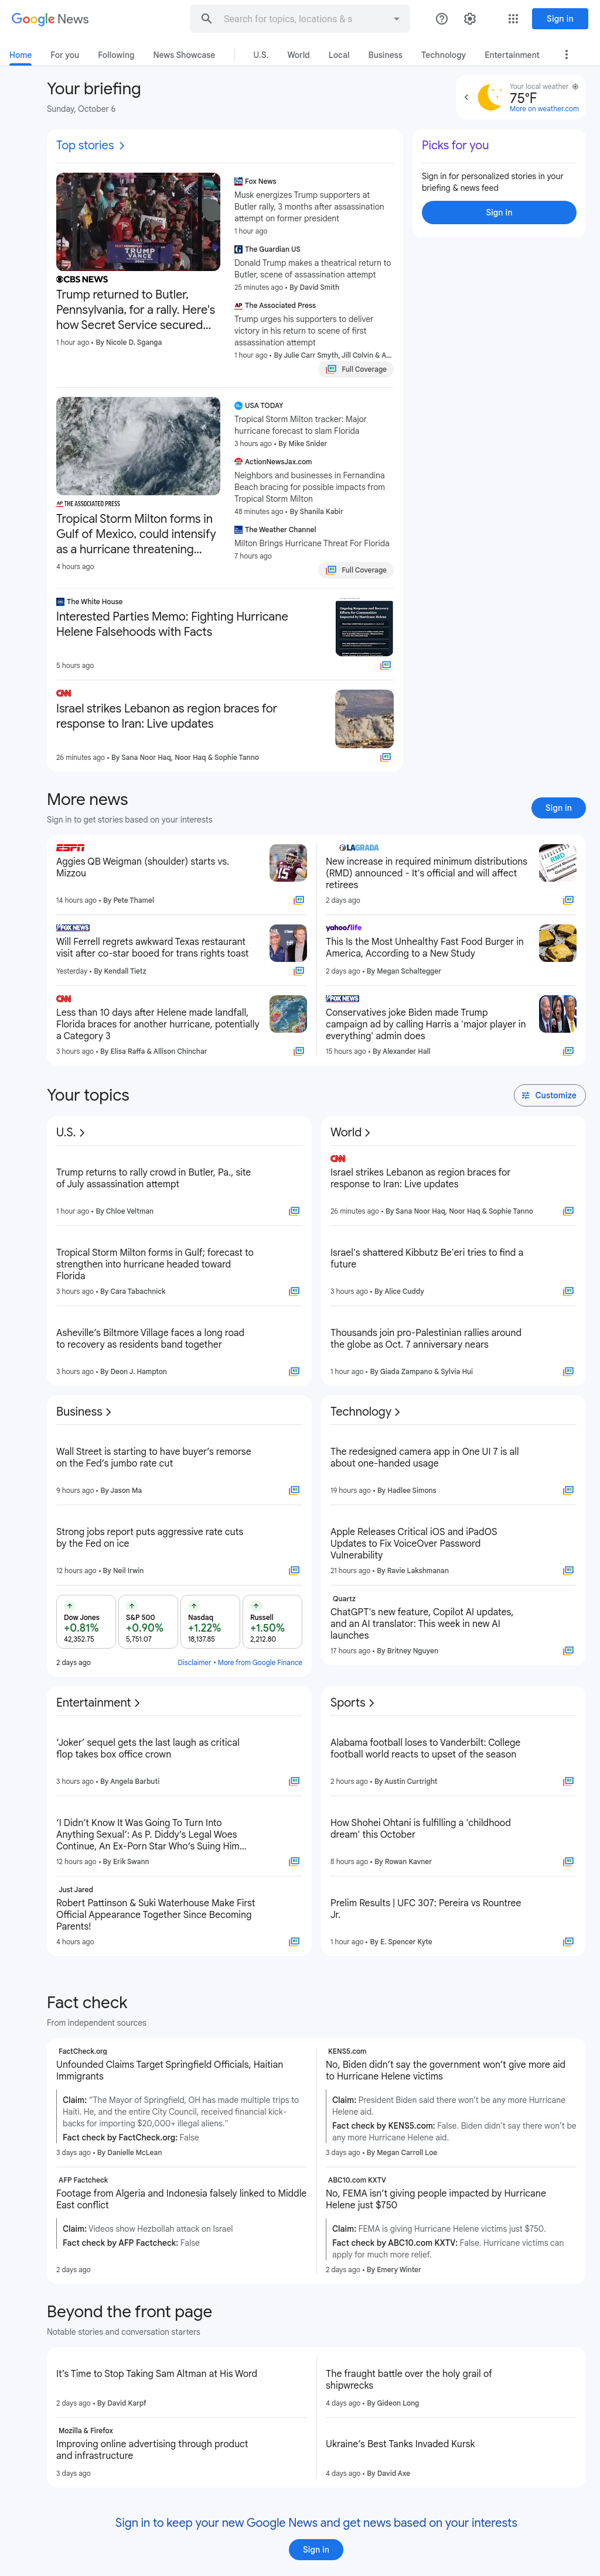 Google News
Search for topics, locations & s
Sign in
Home
For you
Following
News Showcase
U.S.
World
Local
Business
Technology
Entertainment
Your briefing
Sunday, October 6
Your local weather
75°F
More on weather.com
Top stories
CBS NEWS
Trump returned to Butler,
Pennsylvania, for a rally. Here's
how Secret Service secured...
1 hour ago • By Nicole D. Sganga
Fox News
Musk energizes Trump supporters at
Butler rally, 3 months after assassination
attempt on former president
1 hour ago
The Guardian US
Donald Trump makes a theatrical return to
Butler, scene of assassination attempt
25 minutes ago • By David Smith
The Associated Press
Trump urges his supporters to deliver
victory in his return to scene of first
assassination attempt
1 hour ago • By Julie Carr Smyth, Jill Colvin & A...
Full Coverage
Picks for you
Sign in for personalized stories in your
briefing & news feed
Sign in
TRUMP
VANCE
AP THE ASSOCIATED PRESS
Tropical Storm Milton forms in
Gulf of Mexico, could intensify
as a hurricane threatening...
4 hours ago
USA TODAY
Tropical Storm Milton tracker: Major
hurricane forecast to slam Florida
3 hours ago • By Mike Snider
ActionNewsJax.com
Neighbors and businesses in Fernandina
Beach bracing for possible impacts from
Tropical Storm Milton
48 minutes ago • By Shanila Kabir
The Weather Channel
Milton Brings Hurricane Threat For Florida
7 hours ago
Full Coverage
The White House
Interested Parties Memo: Fighting Hurricane
Helene Falsehoods with Facts
5 hours ago
CNN
Israel strikes Lebanon as region braces for
response to Iran: Live updates
26 minutes ago • By Sana Noor Haq, Noor Haq & Sophie Tanno
More news
Sign in to get stories based on your interests
Sign in
ESPN
Aggies QB Weigman (shoulder) starts vs.
Mizzou
14 hours ago • By Pete Thamel
LAGRADA
New increase in required minimum distributions
(RMD) announced - It's official and will affect
retirees
2 days ago
RMD
FOX NEWS
Will Ferrell regrets awkward Texas restaurant
visit after co-star booed for trans rights toast
Yesterday • By Kendall Tietz
yahoo!life
This Is the Most Unhealthy Fast Food Burger in
America, According to a New Study
2 days ago • By Megan Schaltegger
CNN
Less than 10 days after Helene made landfall,
Florida braces for another hurricane, potentially
a Category 3
3 hours ago • By Elisa Raffa & Allison Chinchar
FOX NEWS
Conservatives joke Biden made Trump
campaign ad by calling Harris a 'major player in
everything' admin does
15 hours ago • By Alexander Hall
Your topics
Customize
U.S.
Trump returns to rally crowd in Butler, Pa., site
of July assassination attempt
1 hour ago • By Chloe Veltman
Tropical Storm Milton forms in Gulf; forecast to
strengthen into hurricane headed toward
Florida
3 hours ago • By Cara Tabachnick
Asheville's Biltmore Village faces a long road
to recovery as residents band together
3 hours ago • By Deon J. Hampton
World
CNN
Israel strikes Lebanon as region braces for
response to Iran: Live updates
26 minutes ago • By Sana Noor Haq, Noor Haq & Sophie Tanno
Israel's shattered Kibbutz Be'eri tries to find a
future
3 hours ago • By Alice Cuddy
Thousands join pro-Palestinian rallies around
the globe as Oct. 7 anniversary nears
1 hour ago • By Giada Zampano & Sylvia Hui
Business
Wall Street is starting to have buyer's remorse
on the Fed's jumbo rate cut
9 hours ago • By Jason Ma
Strong jobs report puts aggressive rate cuts
by the Fed on ice
12 hours ago • By Neil Irwin
Dow Jones
+0.81%
42,352.75
S&P 500
+0.90%
5,751.07
Nasdaq
+1.22%
18,137.85
Russell
+1.50%
2,212.80
2 days ago
Disclaimer • More from Google Finance
Technology
The redesigned camera app in One UI 7 is all
about one-handed usage
19 hours ago • By Hadlee Simons
Apple Releases Critical iOS and iPadOS
Updates to Fix VoiceOver Password
Vulnerability
21 hours ago • By Ravie Lakshmanan
Quartz
ChatGPT's new feature, Copilot AI updates,
and an AI translator: This week in new AI
launches
17 hours ago • By Britney Nguyen
Entertainment
'Joker' sequel gets the last laugh as critical
flop takes box office crown
3 hours ago • By Angela Barbuti
'I Didn't Know It Was Going To Turn Into
Anything Sexual': As P. Diddy's Legal Woes
Continue, An Ex-Porn Star Who's Suing Him...
12 hours ago • By Erik Swann
Just Jared
Robert Pattinson & Suki Waterhouse Make First
Official Appearance Together Since Becoming
Parents!
4 hours ago
Sports
Alabama football loses to Vanderbilt: College
football world reacts to upset of the season
2 hours ago • By Austin Curtright
How Shohei Ohtani is fulfilling a 'childhood
dream' this October
8 hours ago • By Rowan Kavner
Prelim Results | UFC 307: Pereira vs Rountree
Jr.
1 hour ago • By E. Spencer Kyte
Fact check
From independent sources
FactCheck.org
Unfounded Claims Target Springfield Officials, Haitian
Immigrants
Claim: "The Mayor of Springfield, OH has made multiple trips to
Haiti. He, and the entire City Council, received financial kick-
backs for importing $20,000+ illegal aliens."
Fact check by FactCheck.org: False
3 days ago • By Danielle McLean
KENS5.com
No, Biden didn't say the government won't give more aid
to Hurricane Helene victims
Claim: President Biden said there won't be any more Hurricane
Helene aid.
Fact check by KENS5.com: False. Biden didn't say there won't be
any more Hurricane Helene aid.
3 days ago • By Megan Carroll Loe
AFP Factcheck
Footage from Algeria and Indonesia falsely linked to Middle
East conflict
Claim: Videos show Hezbollah attack on Israel
Fact check by AFP Factcheck: False
2 days ago
ABC10.com KXTV
No, FEMA isn't giving people impacted by Hurricane
Helene just $750
Claim: FEMA is giving Hurricane Helene victims just $750.
Fact check by ABC10.com KXTV: False. Hurricane victims can
apply for much more relief.
2 days ago • By Emery Winter
Beyond the front page
Notable stories and conversation starters
It's Time to Stop Taking Sam Altman at His Word
2 days ago • By David Karpf
The fraught battle over the holy grail of
shipwrecks
4 days ago • By Gideon Long
Mozilla & Firefox
Improving online advertising through product
and infrastructure
3 days ago
Ukraine's Best Tanks Invaded Kursk
4 days ago • By David Axe
Sign in to keep your new Google News and get news based on your interests
Sign in